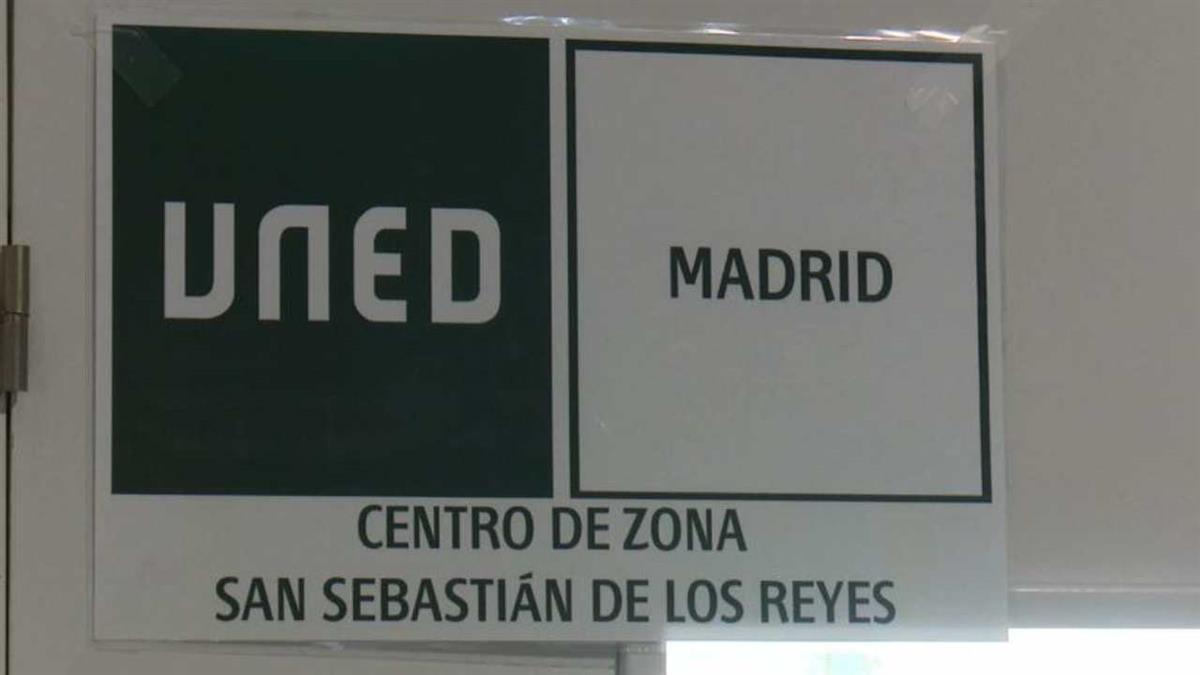 UNED
MADRID
CENTRO DE ZONA
SAN SEBASTIÁN DE LOS REYES